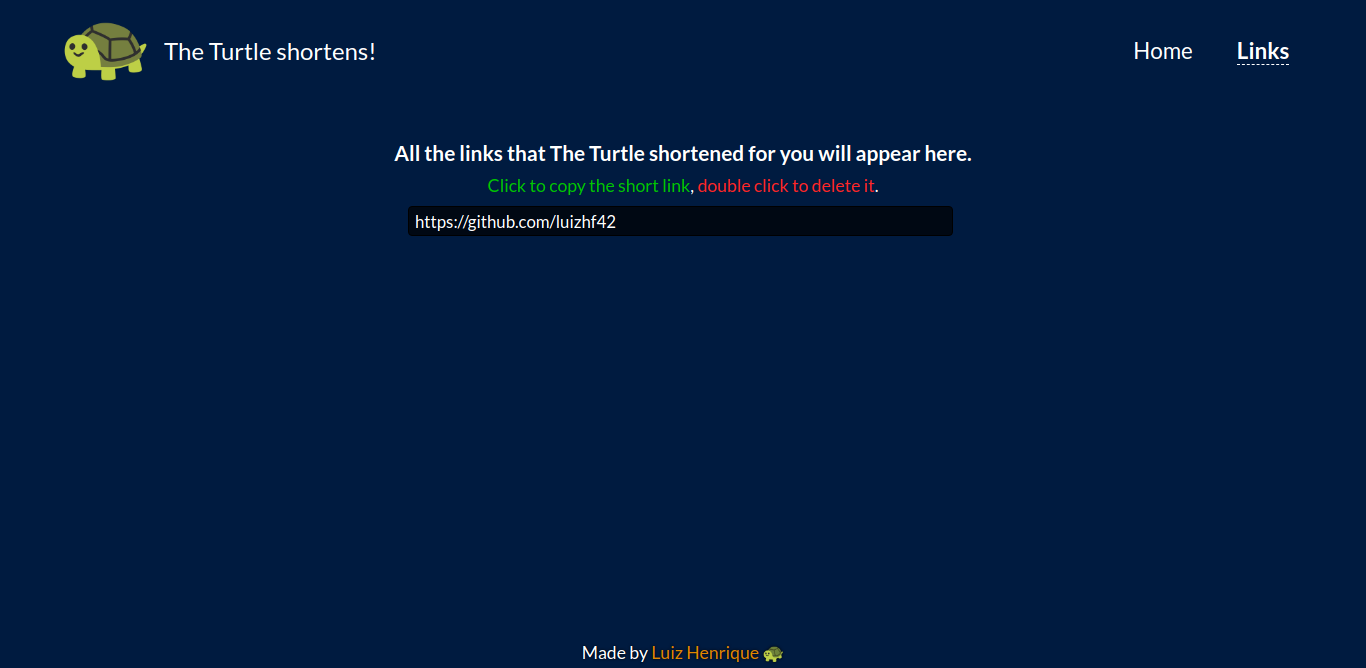 The Turtle shortens!
Home
Links
All the links that The Turtle shortened for you will appear here.
Click to copy the short link, double click to delete it.
https://github.com/luizhf42
Made by Luiz Henrique 🐢